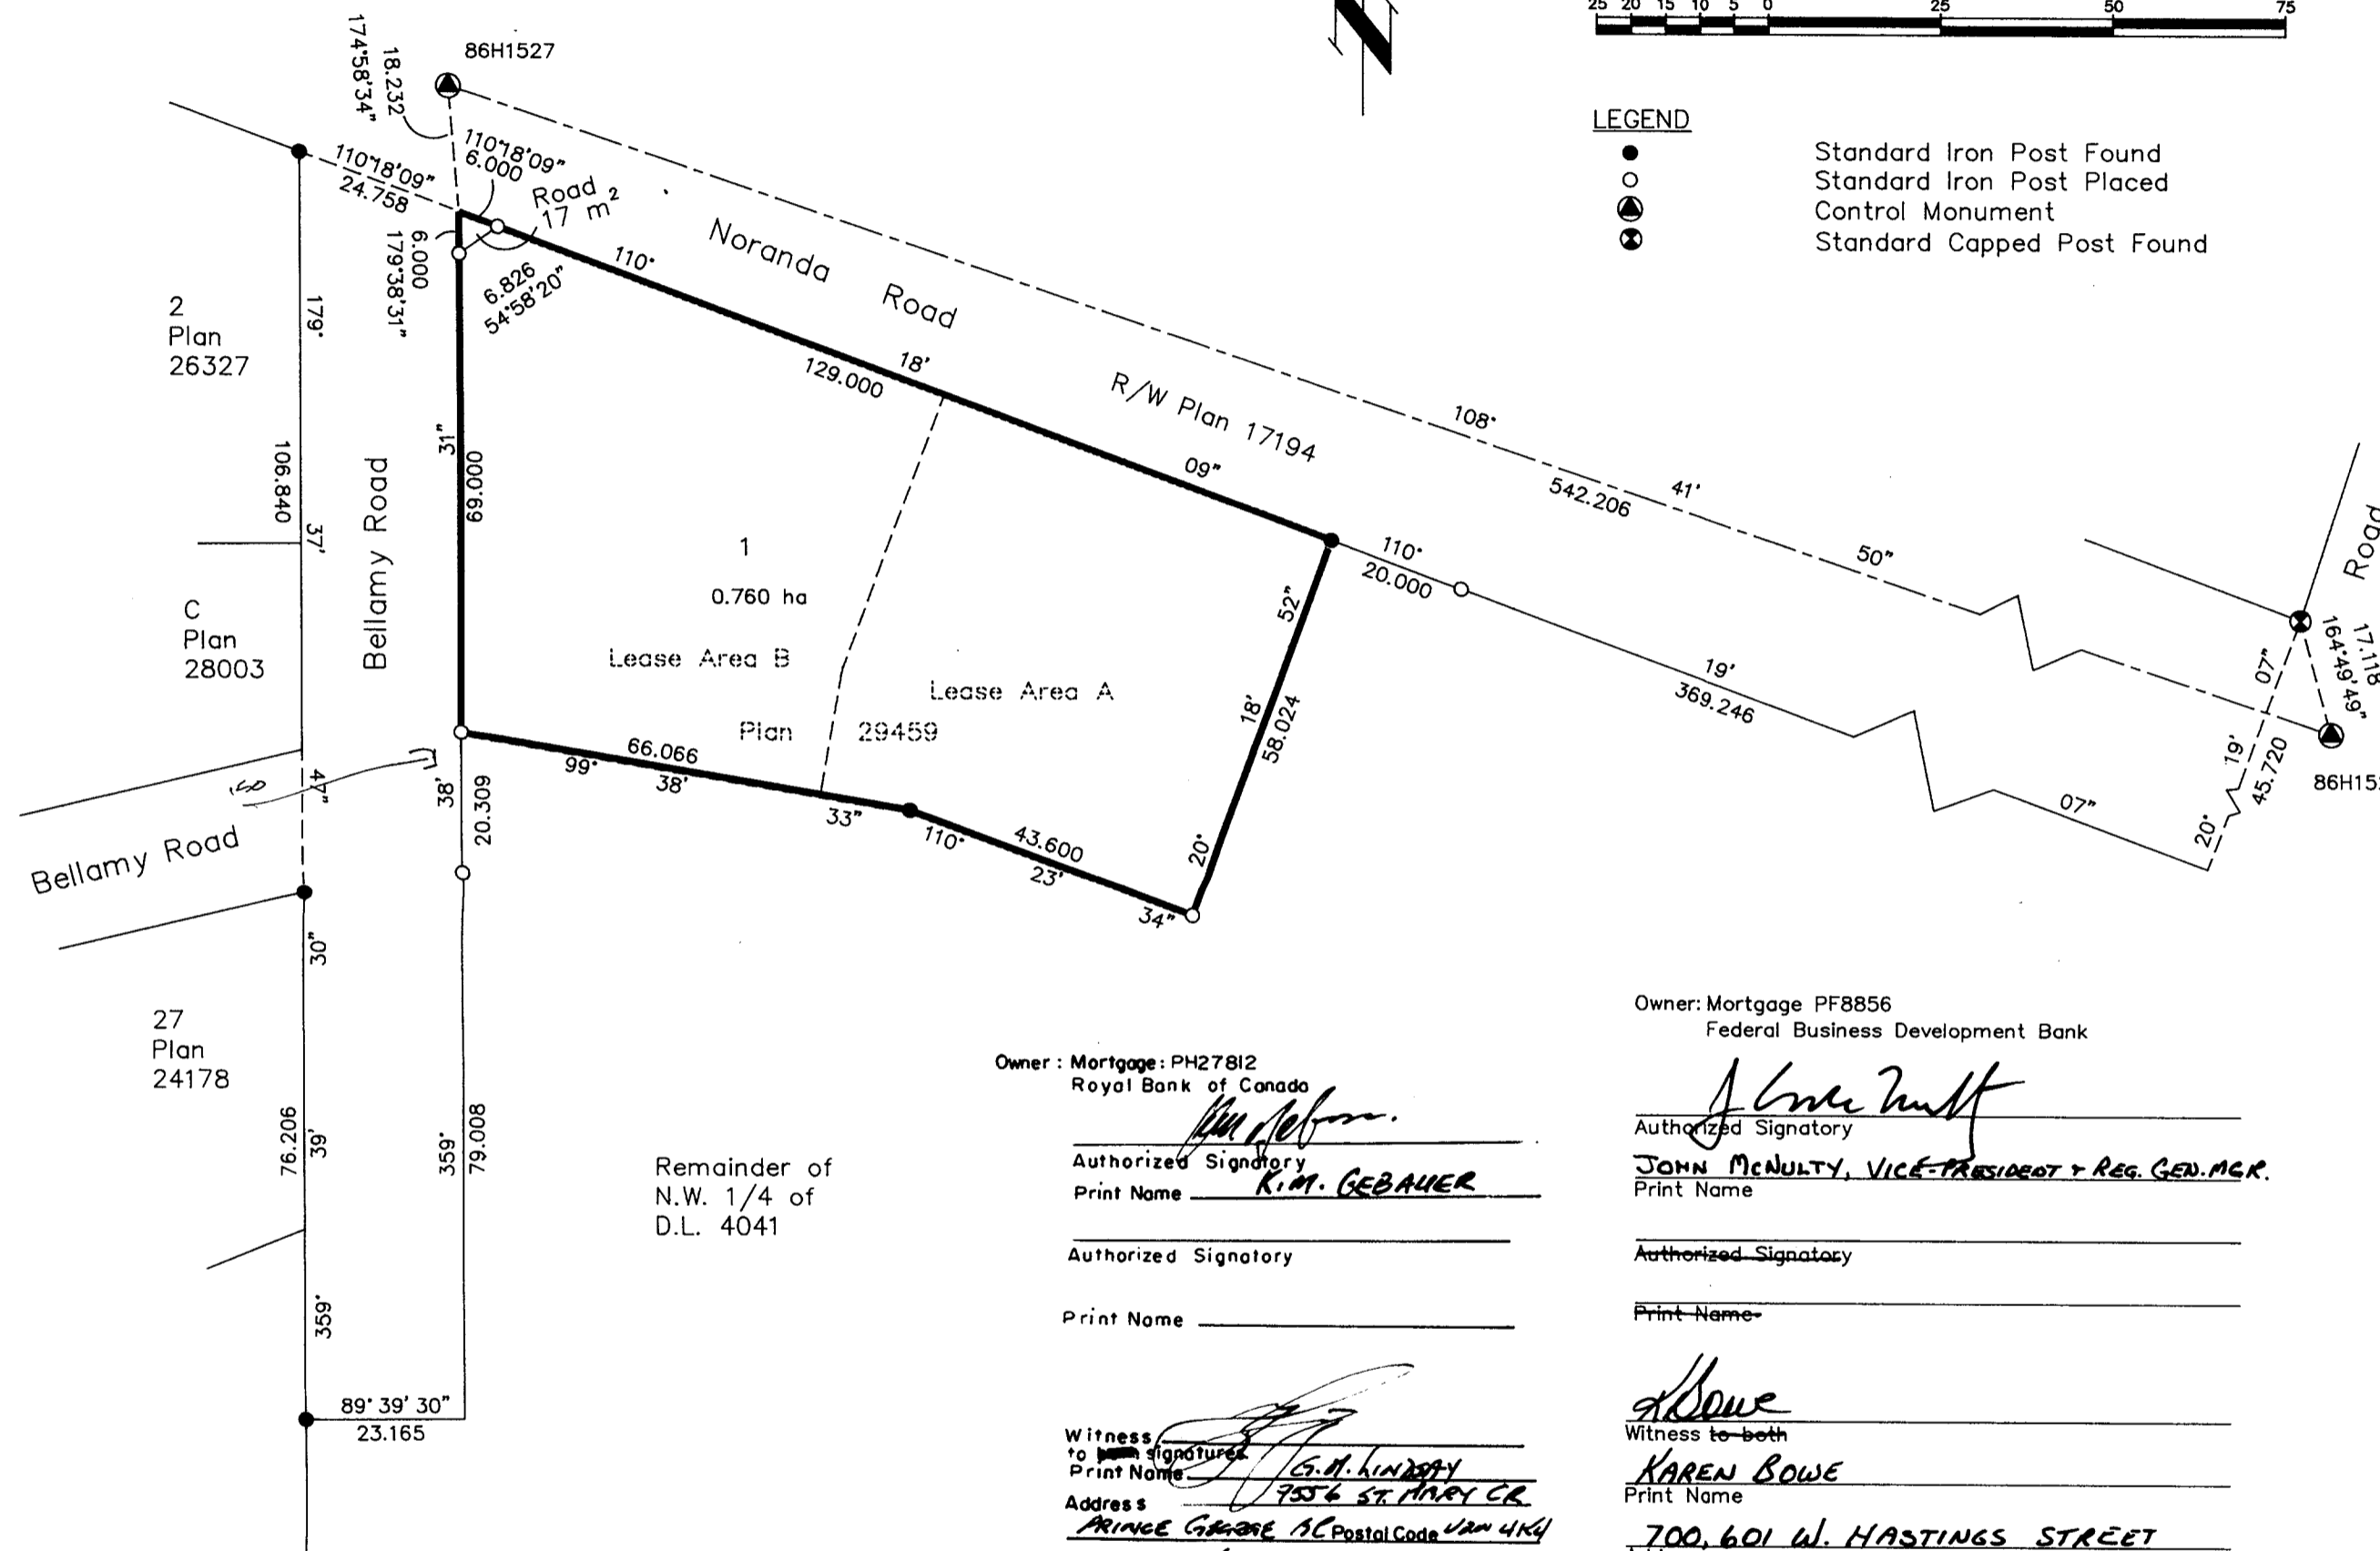 25 20 15 10 5 0 25 50 75
86H1527
174°58'34"
18.232
LEGEND
Standard Iron Post Found
Standard Iron Post Placed
Control Monument
Standard Capped Post Found
110°18'09"
24.758
110°18'09"
6.000
Road
17 m²
6.000
179°38'31"
6.826
54°58'20"
110°
18'
129.000
09"
Noranda Road
R/W Plan 17194
108°
41'
50"
542.206
2
Plan
26327
179°
37'
47"
106.840
C
Plan
28003
Bellamy Road
31"
69.000
1
0.760 ha
Lease Area B
Lease Area A
Plan 29459
52"
18'
20°
58.024
110°
20.000
19'
369.246
07"
Road
17.118
164°49'49"
07"
19'
20°
45.720
86H15
66.066
99° 38' 33"
43.600
110° 23' 34"
38'
20.309
Bellamy Road
30"
39'
359°
76.206
27
Plan
24178
359°
79.008
89° 39' 30"
23.165
Remainder of
N.W. 1/4 of
D.L. 4041
Owner : Mortgage: PH27812
Royal Bank of Canada
Authorized Signatory
Print Name K.M. GEBAUER
Authorized Signatory
Print Name
Witness
to signatures
Print Name G.M. LINDSAY
Address 7556 ST. MARY CR
PRINCE GEORGE BC Postal Code V2N 4K4
Owner: Mortgage PF8856
Federal Business Development Bank
Authorized Signatory
JOHN MCNULTY, VICE-PRESIDENT + REG. GEN. MGR.
Print Name
Authorized Signatory
Print Name
K Bowe
Witness to both
KAREN BOWE
Print Name
700, 601 W. HASTINGS STREET